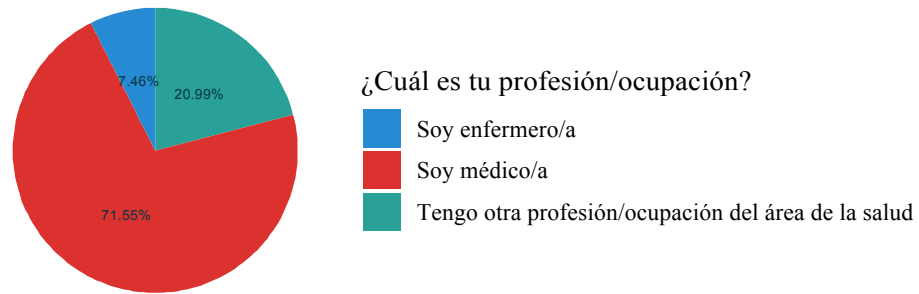 7.46%
20.99%
71.55%
¿Cuál es tu profesión/ocupación?
Soy enfermero/a
Soy médico/a
Tengo otra profesión/ocupación del área de la salud